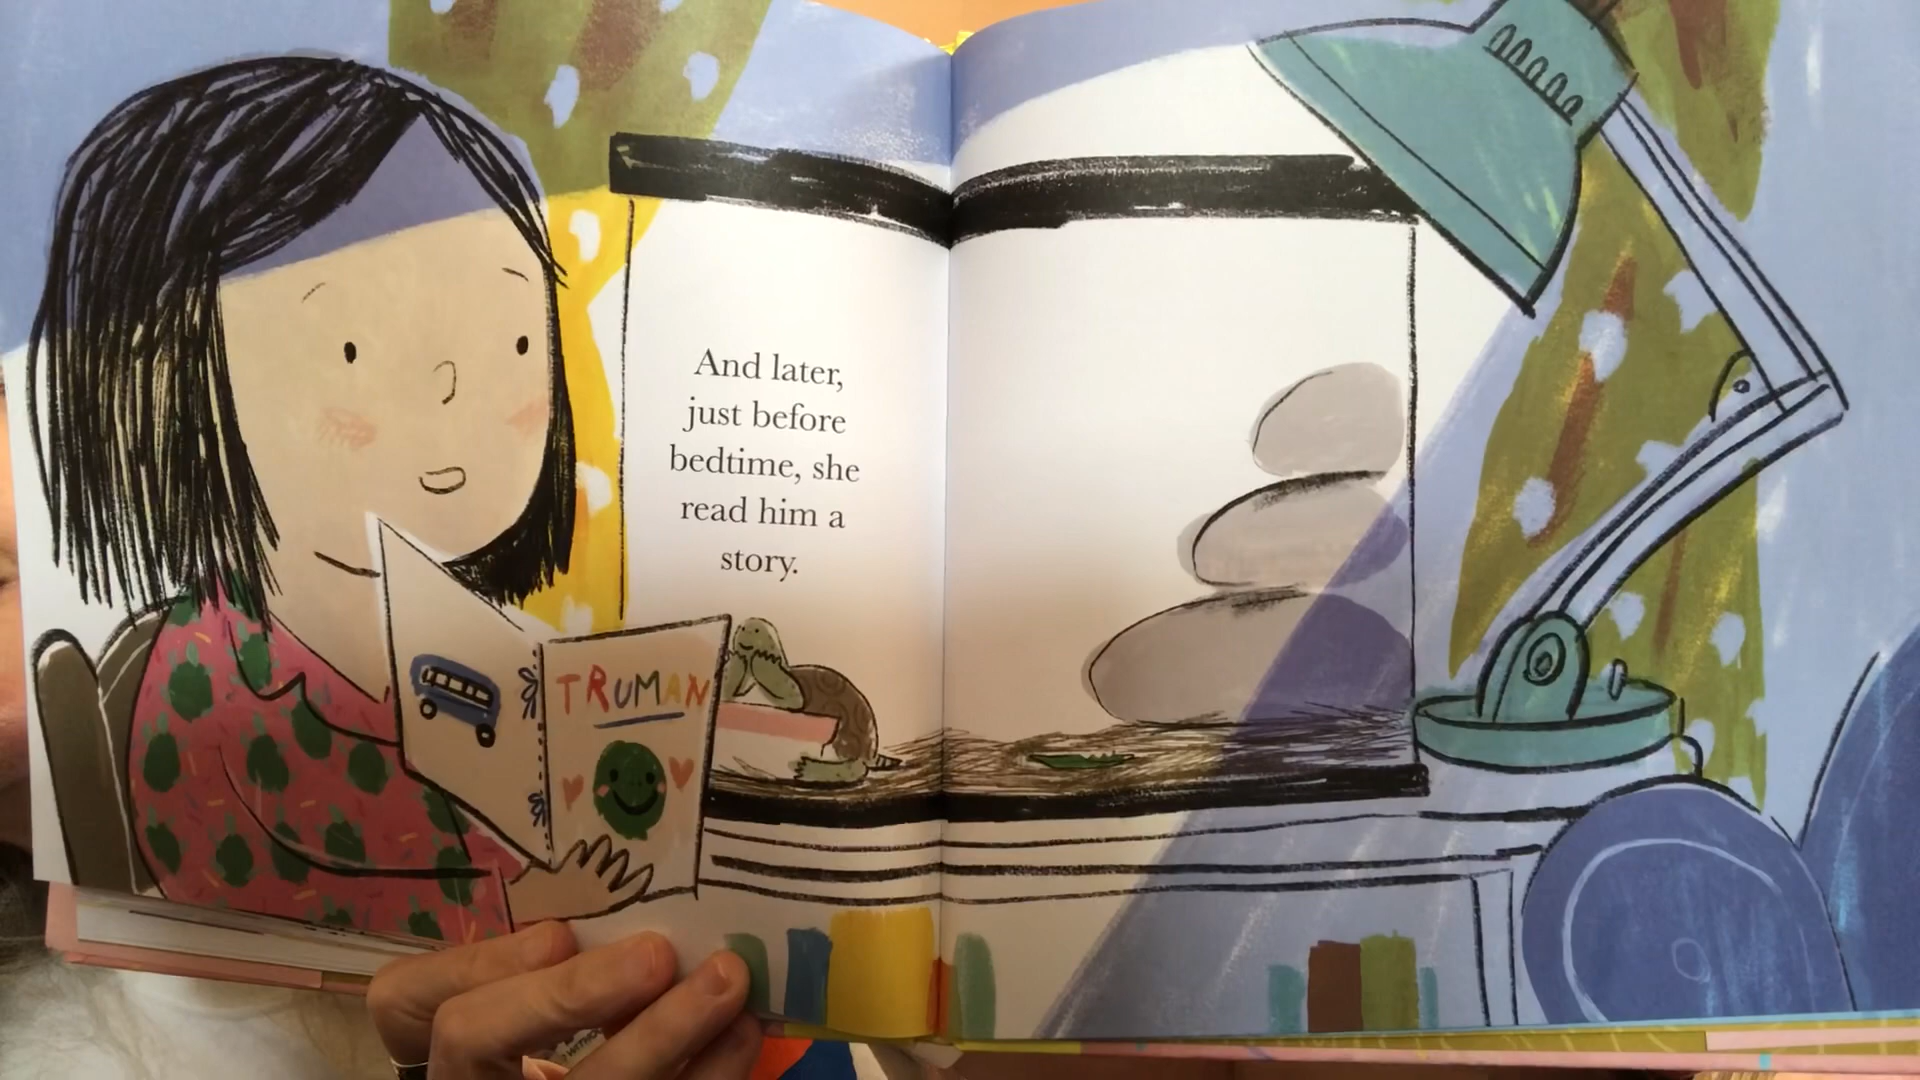 And later,
just before
bedtime, she
read him a
story.
TRUMAN